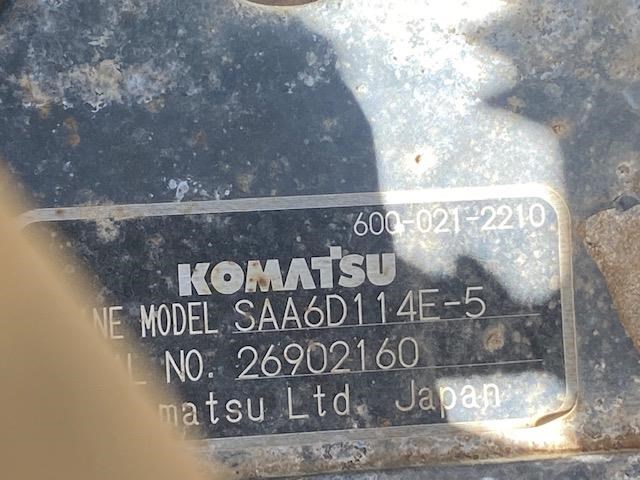 600-021-2210
KOMATSU
NE MODEL SAA6D114E-5
L NO. 26902160
matsu Ltd. Japan